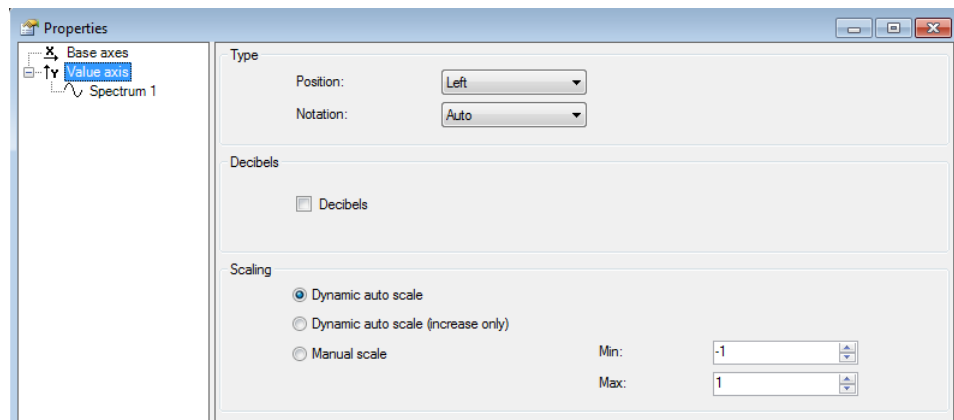 Properties
X Base axes
Y Value axis
Spectrum 1
Type
Position: Left
Notation: Auto
Decibels
Decibels
Scaling
Dynamic auto scale
Dynamic auto scale (increase only)
Manual scale Min: -1
Max: 1